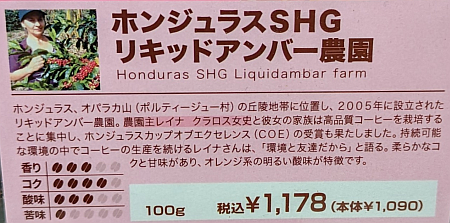 ホンジュラスSHG
リキッドアンバー農園
Honduras SHG Liquidambar farm
ホンジュラス、オパラカ山（ポルティージュー村）の丘陵地帯に位置し、2005年に設立された
リキッドアンバー農園。農園主レイナ　クラロス女史と彼女の家族は高品質コーヒーを栽培する
ことに集中し、ホンジュラスカップオブエクセレンス（COE）の受賞も果たしました。持続可能
な環境の中でコーヒーの生産を続けるレイナさんは、「環境と友達だから」と語る。柔らかなコ
クと甘みがあり、オレンジ系の明るい酸味が特徴です。
香り
コク
酸味
苦味
100g 税込¥1,178（本体¥1,090）